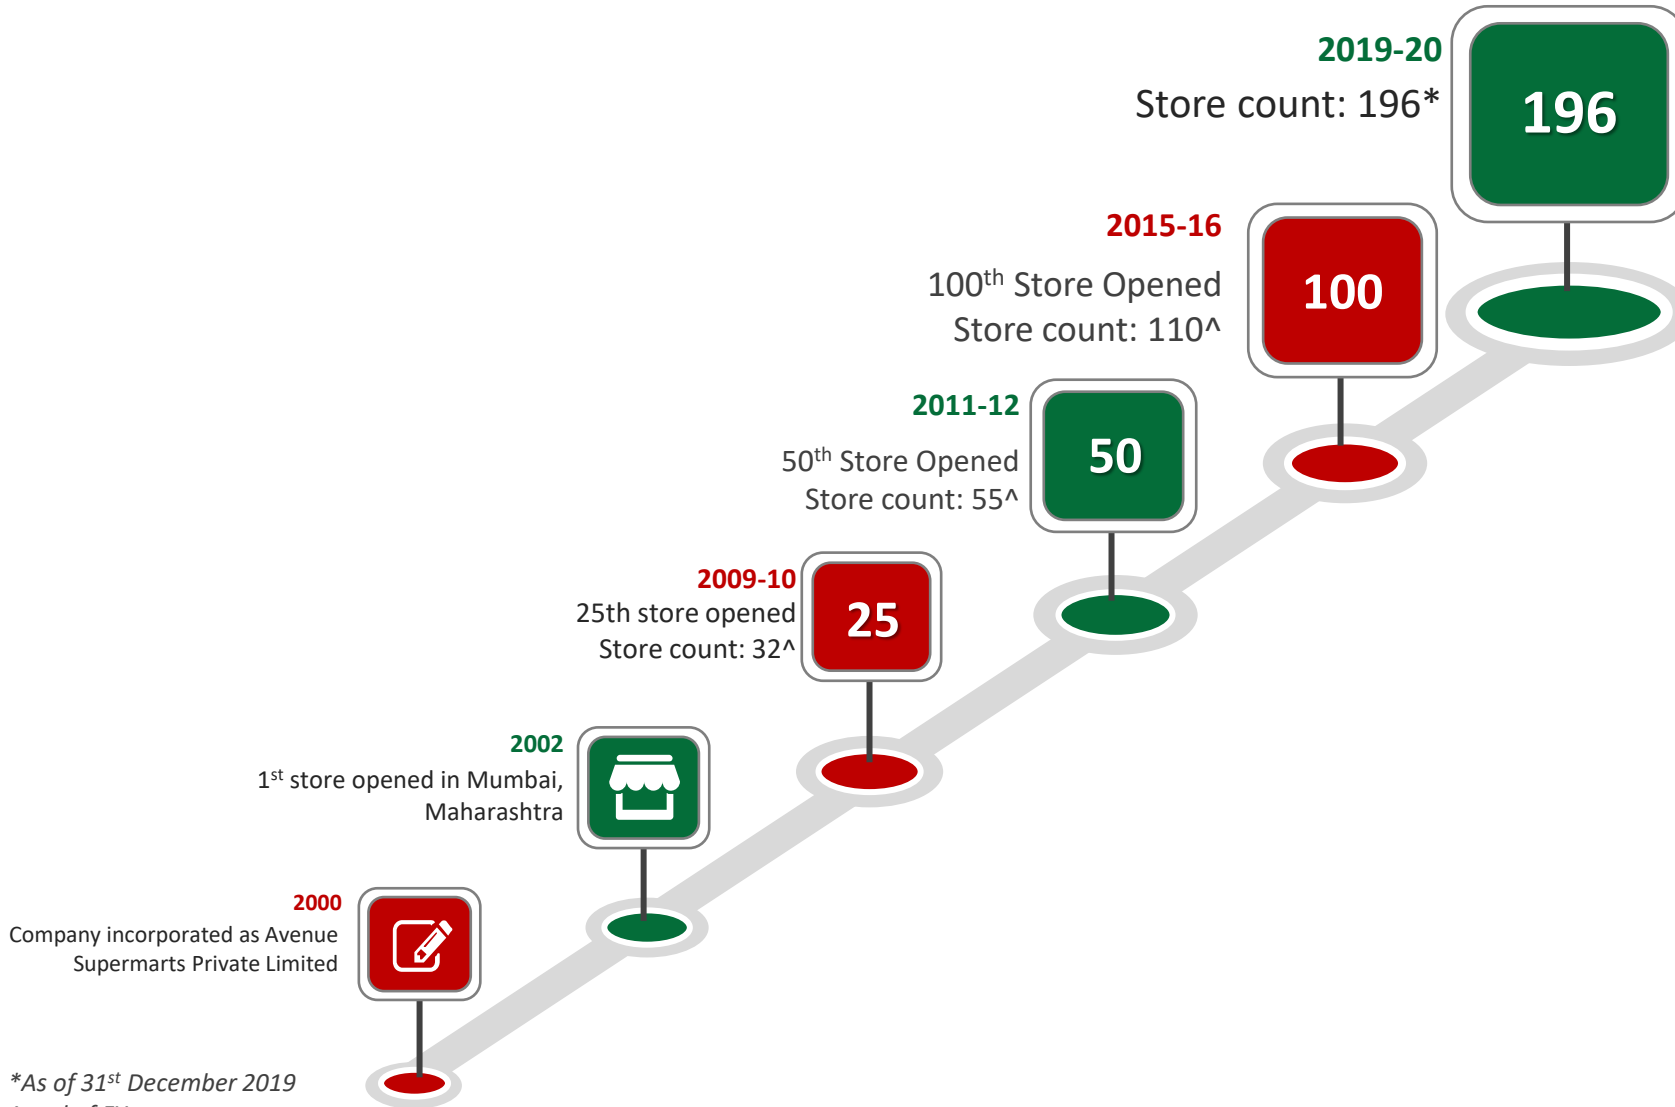 2019-20
Store count: 196*
196
2015-16
100th Store Opened
Store count: 110^
100
2011-12
50th Store Opened
Store count: 55^
50
2009-10
25th store opened
Store count: 32^
25
2002
1st store opened in Mumbai,
Maharashtra
2000
Company incorporated as Avenue
Supermarts Private Limited
*As of 31st December 2019